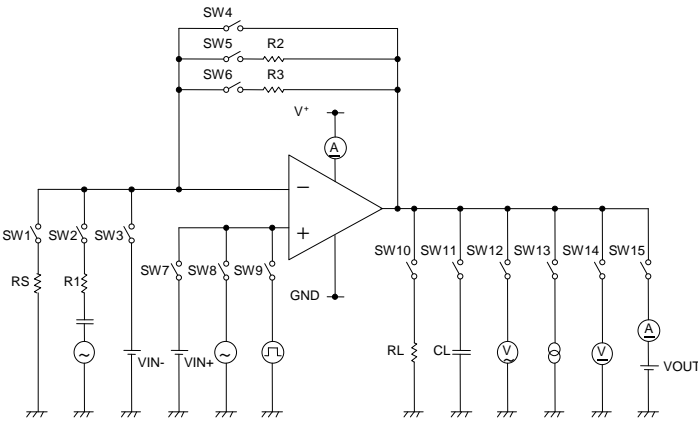 SW4
SW5 R2
SW6 R3
V+
A
−
+
SW1 SW2 SW3
SW7 SW8 SW9
SW10 SW11 SW12 SW13 SW14 SW15
RS R1
GND
VIN- VIN+
RL CL V V A
VOUT